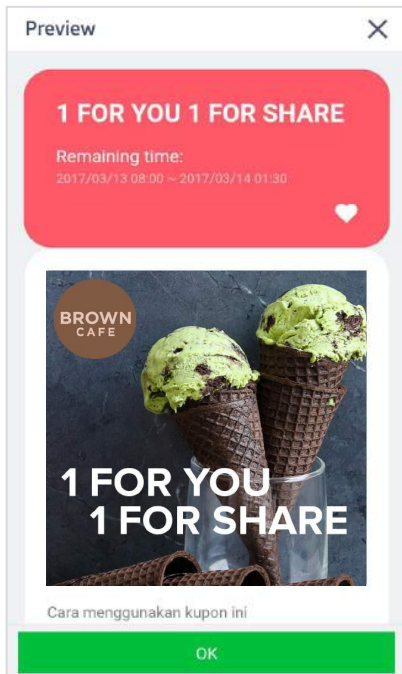 Preview
1 FOR YOU 1 FOR SHARE
Remaining time:
2017/03/13 08:00 ~ 2017/03/14 01:30
BROWN
CAFE
1 FOR YOU
1 FOR SHARE
Cara menggunakan kupon ini
OK